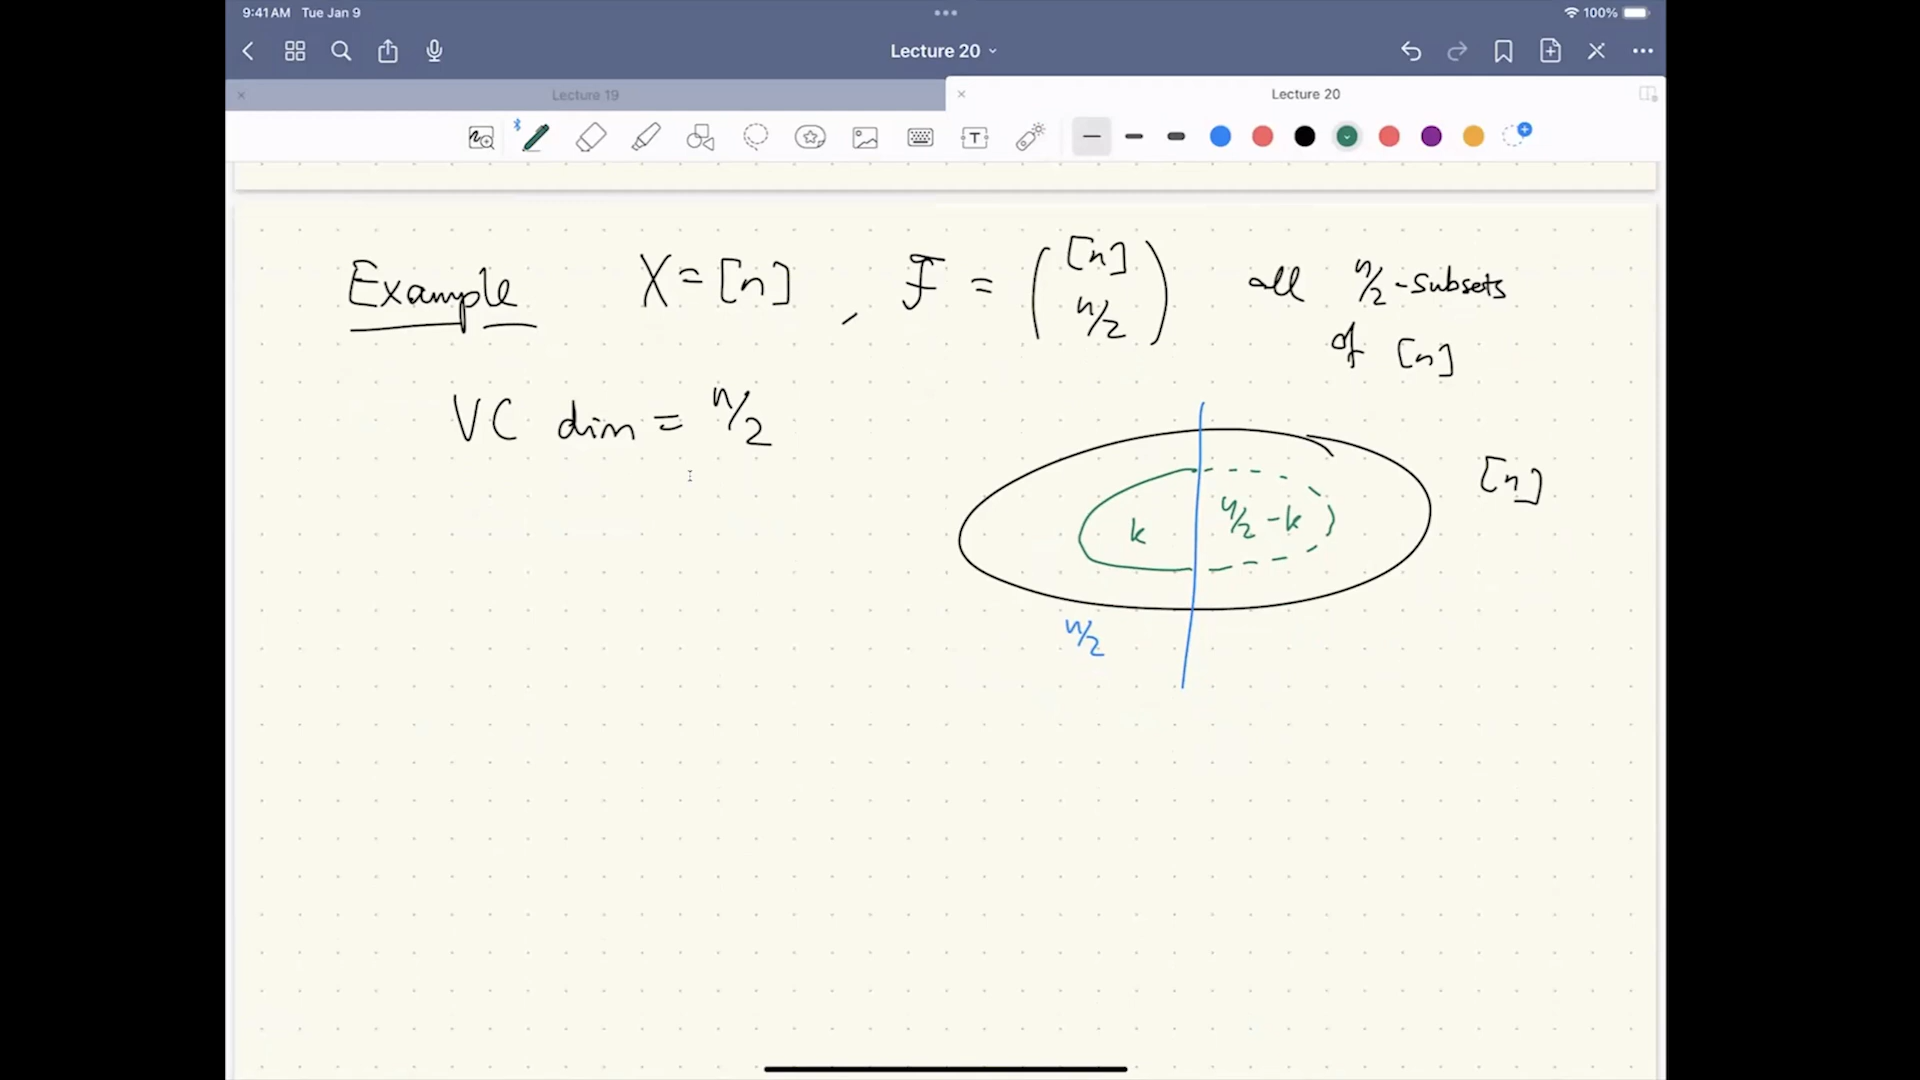 9:41 AM Tue Jan 9
100%
Lecture 20
Lecture 19
Lecture 20
T
Example X = [n] , F = ([n] n/2) all n/2-subsets
of [n]
VC dim = n/2
[n]
k n/2 - k
n/2